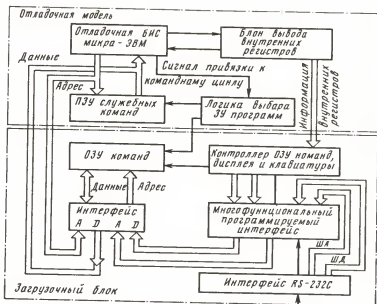 Отладочная модель
Данные
Отладочная БИС
микро-ЭВМ
Блок вывода
внутренних
регистров
Сигнал привязки к
командному циклу
Адрес
ПЗУ служебных
команд
Логика выбора
ЗУ программ
Информация
внутренних
регистров
ОЗУ команд
Контроллер ОЗУ команд,
дисплея и клавиатуры
Данные
Адрес
Интерфейс
A D A D
Многофункциональный
программируемый
интерфейс
ША
ШД
Интерфейс RS-232C
Загрузочный блок